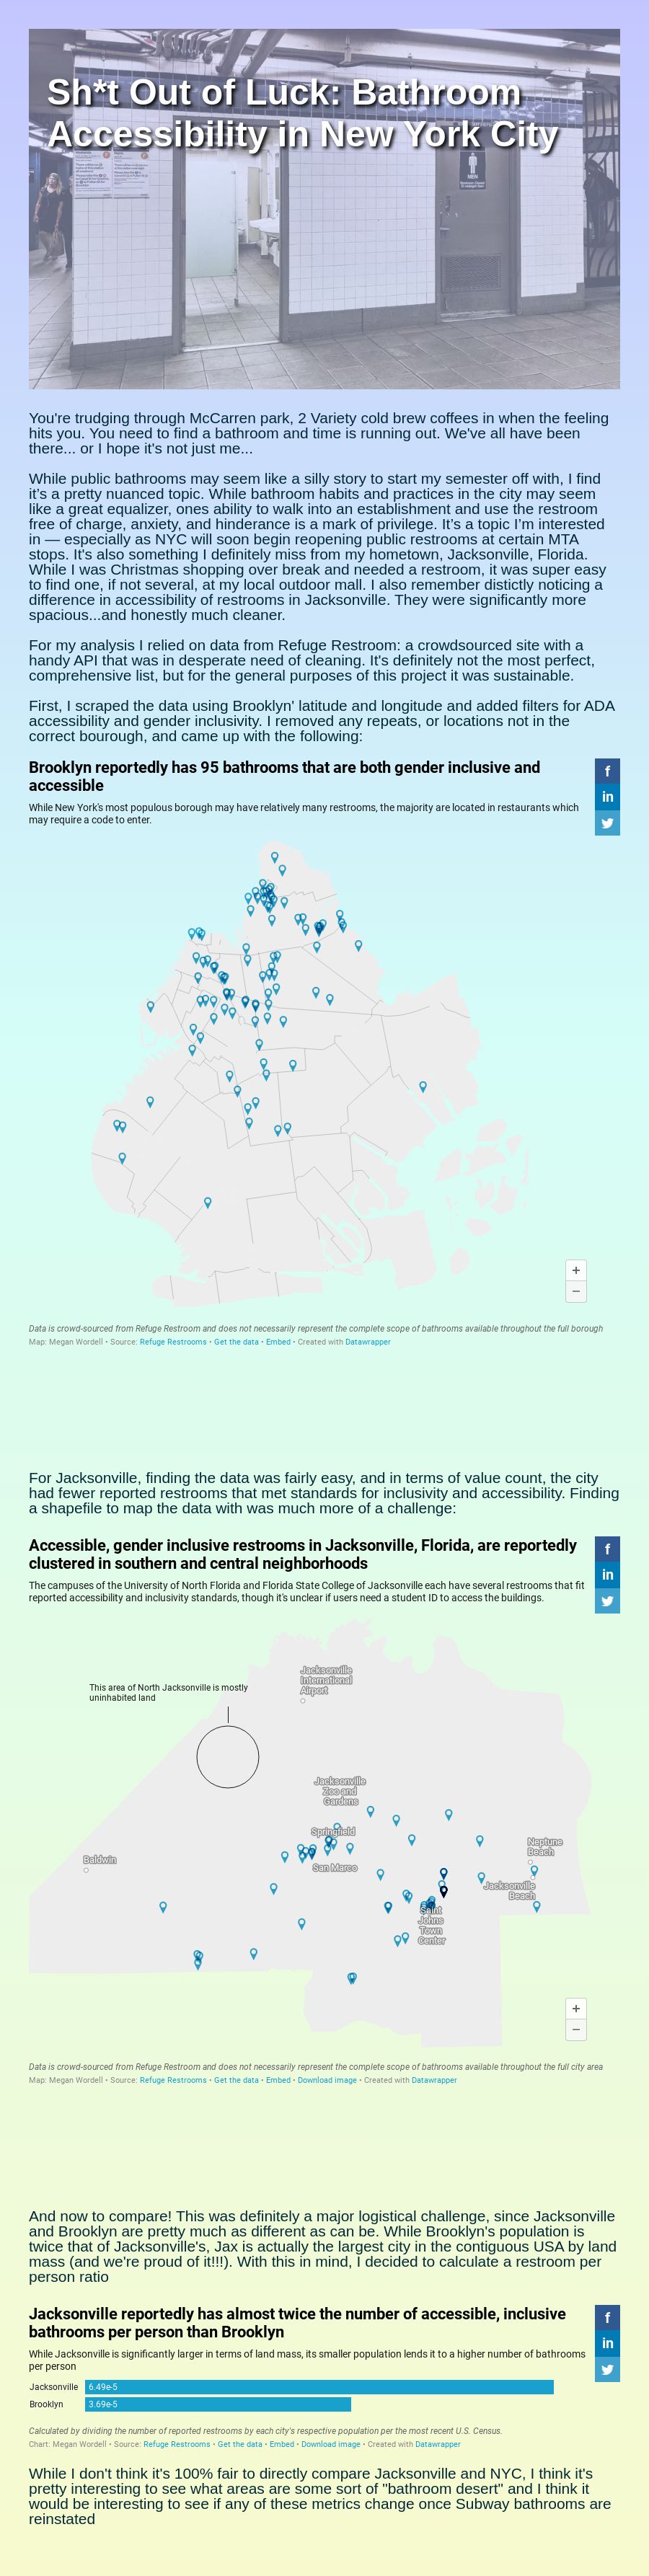 Sh*t Out of Luck: Bathroom
Accessibility in New York City
MEN
You're trudging through McCarren park, 2 Variety cold brew coffees in when the feeling
hits you. You need to find a bathroom and time is running out. We've all have been
there... or I hope it's not just me...
While public bathrooms may seem like a silly story to start my semester off with, I find
it's a pretty nuanced topic. While bathroom habits and practices in the city may seem
like a great equalizer, ones ability to walk into an establishment and use the restroom
free of charge, anxiety, and hinderance is a mark of privilege. It's a topic I'm interested
in — especially as NYC will soon begin reopening public restrooms at certain MTA
stops. It's also something I definitely miss from my hometown, Jacksonville, Florida.
While I was Christmas shopping over break and needed a restroom, it was super easy
to find one, if not several, at my local outdoor mall. I also remember distictly noticing a
difference in accessibility of restrooms in Jacksonville. They were significantly more
spacious...and honestly much cleaner.
For my analysis I relied on data from Refuge Restroom: a crowdsourced site with a
handy API that was in desperate need of cleaning. It's definitely not the most perfect,
comprehensive list, but for the general purposes of this project it was sustainable.
First, I scraped the data using Brooklyn' latitude and longitude and added filters for ADA
accessibility and gender inclusivity. I removed any repeats, or locations not in the
correct bourough, and came up with the following:
Brooklyn reportedly has 95 bathrooms that are both gender inclusive and
accessible
f
in
While New York's most populous borough may have relatively many restrooms, the majority are located in restaurants which
may require a code to enter.
+
−
Data is crowd-sourced from Refuge Restroom and does not necessarily represent the complete scope of bathrooms available throughout the full borough
Map: Megan Wordell • Source: Refuge Restrooms • Get the data • Embed • Created with Datawrapper
For Jacksonville, finding the data was fairly easy, and in terms of value count, the city
had fewer reported restrooms that met standards for inclusivity and accessibility. Finding
a shapefile to map the data with was much more of a challenge:
Accessible, gender inclusive restrooms in Jacksonville, Florida, are reportedly
clustered in southern and central neighborhoods
f
in
The campuses of the University of North Florida and Florida State College of Jacksonville each have several restrooms that fit
reported accessibility and inclusivity standards, though it's unclear if users need a student ID to access the buildings.
Jacksonville
International
Airport
This area of North Jacksonville is mostly
uninhabited land
Jacksonville
Zoo and
Gardens
Springfield
Neptune
Beach
Baldwin
San Marco
Jacksonville
Beach
Saint
Johns
Town
Center
+
−
Data is crowd-sourced from Refuge Restroom and does not necessarily represent the complete scope of bathrooms available throughout the full city area
Map: Megan Wordell • Source: Refuge Restrooms • Get the data • Embed • Download image • Created with Datawrapper
And now to compare! This was definitely a major logistical challenge, since Jacksonville
and Brooklyn are pretty much as different as can be. While Brooklyn's population is
twice that of Jacksonville's, Jax is actually the largest city in the contiguous USA by land
mass (and we're proud of it!!!). With this in mind, I decided to calculate a restroom per
person ratio
Jacksonville reportedly has almost twice the number of accessible, inclusive
bathrooms per person than Brooklyn
f
in
While Jacksonville is significantly larger in terms of land mass, its smaller population lends it to a higher number of bathrooms
per person
Jacksonville 6.49e-5
Brooklyn 3.69e-5
Calculated by dividing the number of reported restrooms by each city's respective population per the most recent U.S. Census.
Chart: Megan Wordell • Source: Refuge Restrooms • Get the data • Embed • Download image • Created with Datawrapper
While I don't think it's 100% fair to directly compare Jacksonville and NYC, I think it's
pretty interesting to see what areas are some sort of "bathroom desert" and I think it
would be interesting to see if any of these metrics change once Subway bathrooms are
reinstated